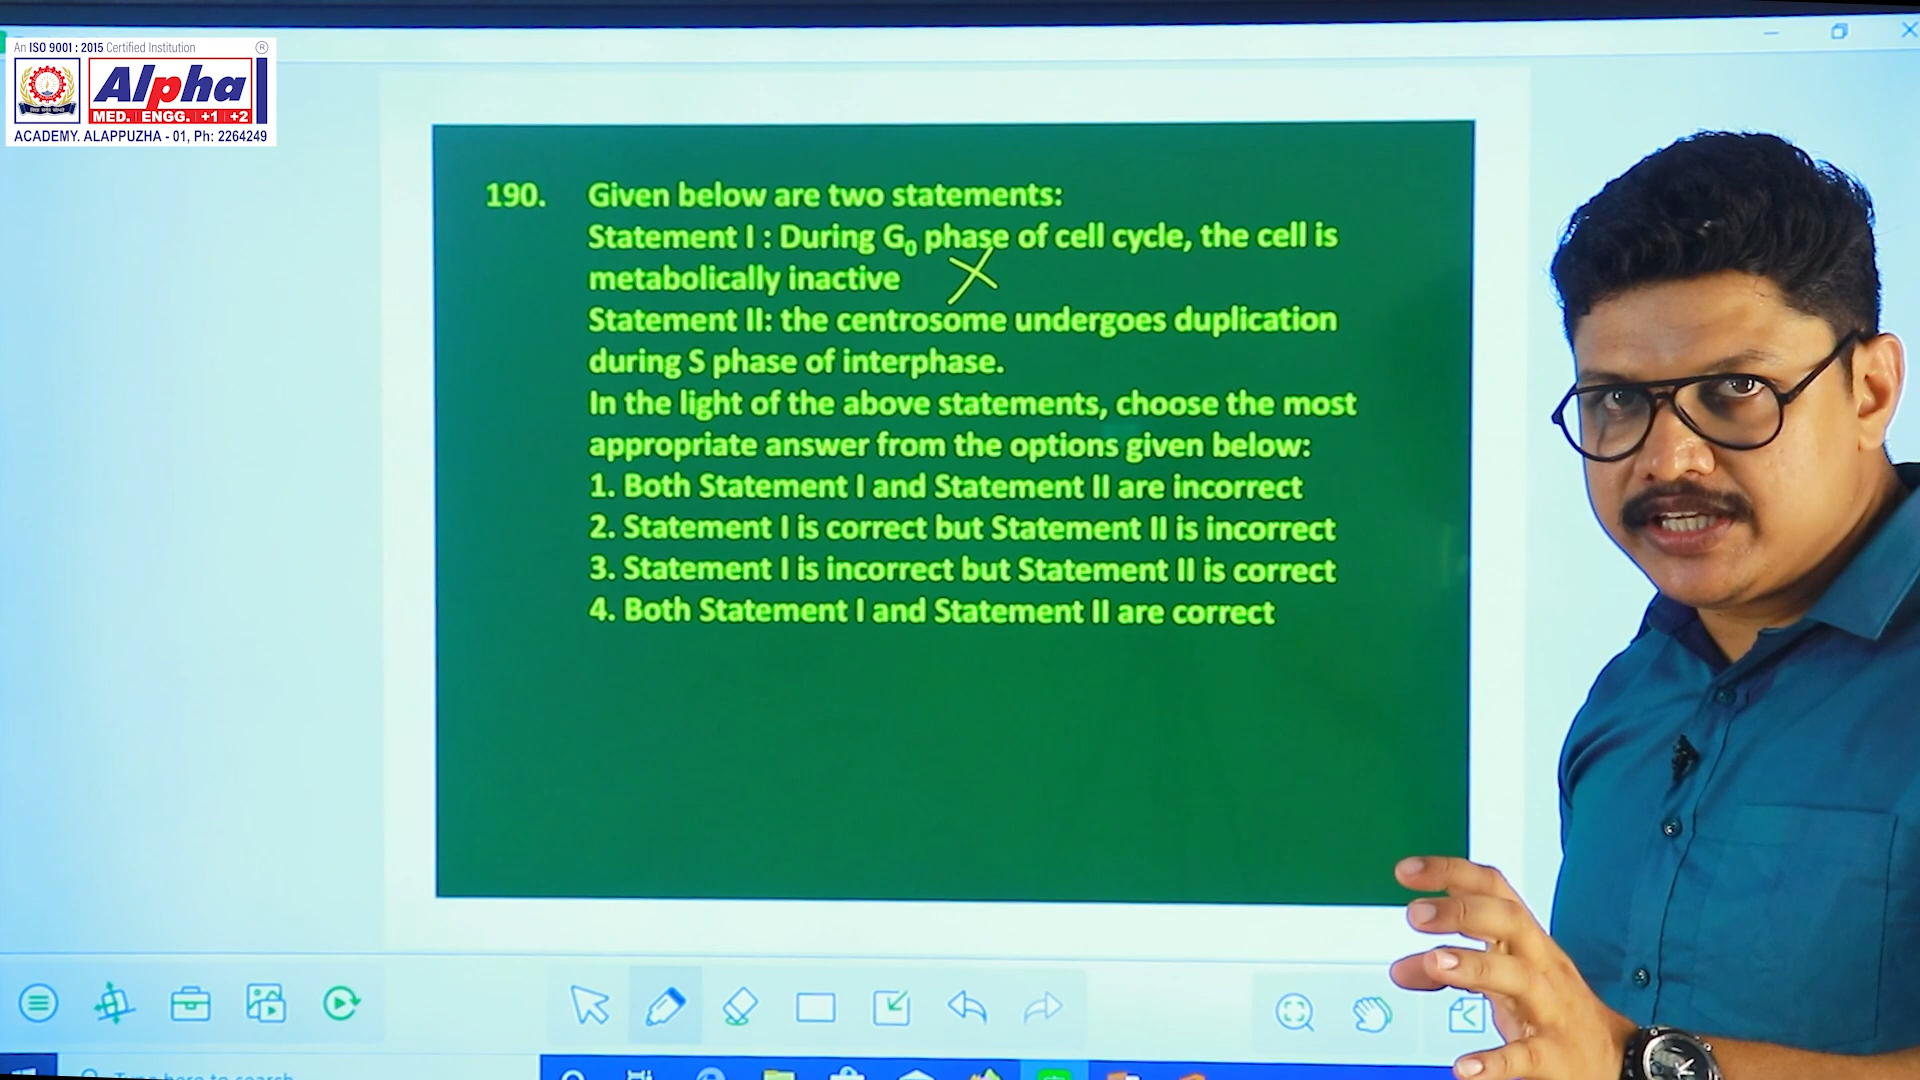 An ISO 9001 : 2015 Certified Institution ®
Alpha
MED. ENGG. +1 +2
ACADEMY. ALAPPUZHA - 01, Ph: 2264249
190. Given below are two statements:
Statement I : During G₀ phase of cell cycle, the cell is
metabolically inactive
Statement II: the centrosome undergoes duplication
during S phase of interphase.
In the light of the above statements, choose the most
appropriate answer from the options given below:
1. Both Statement I and Statement II are incorrect
2. Statement I is correct but Statement II is incorrect
3. Statement I is incorrect but Statement II is correct
4. Both Statement I and Statement II are correct
Type here to search